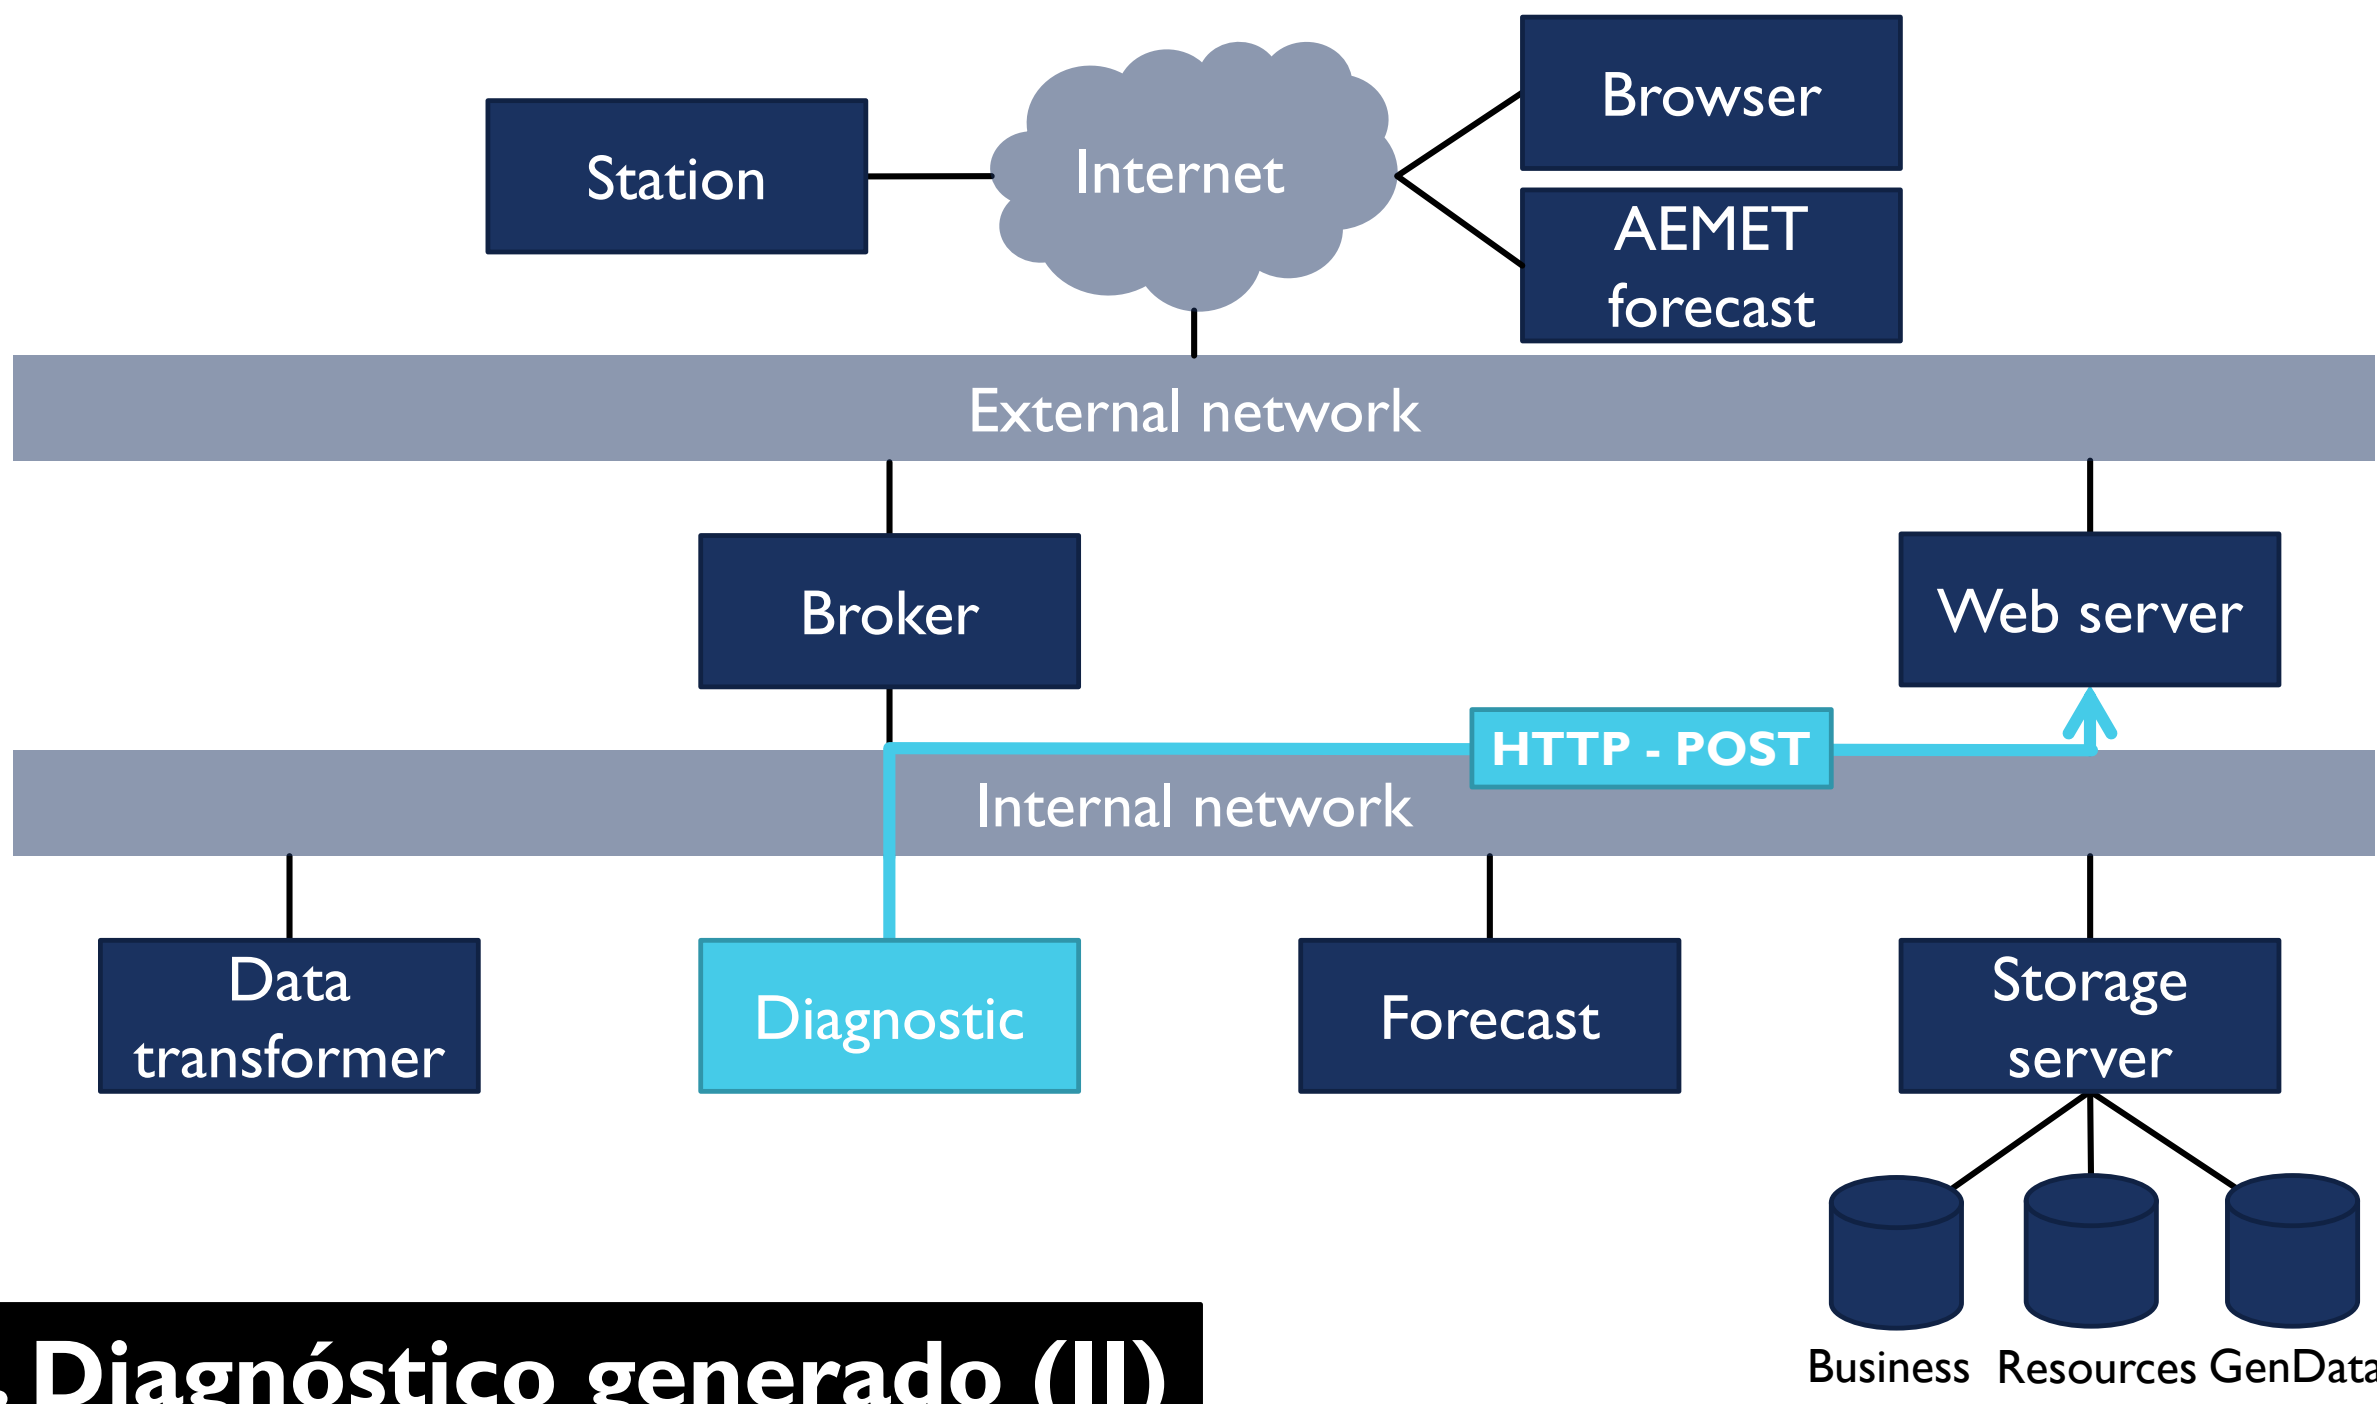 Browser
Station
Internet
AEMET
forecast
External network
Broker
Web server
HTTP - POST
Internal network
Data
transformer
Diagnostic
Forecast
Storage
server
Business
Resources
GenData
. Diagnóstico generado (II)